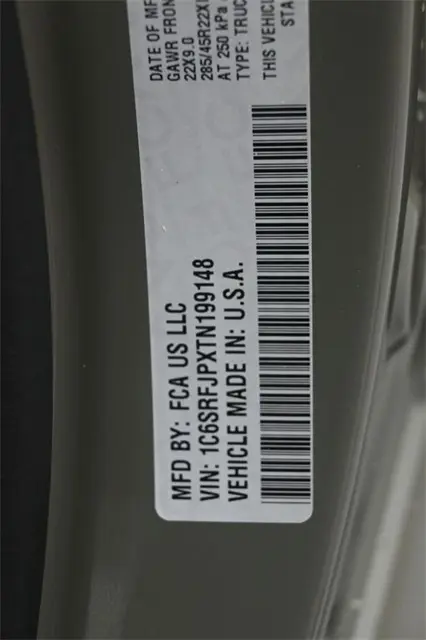 DATE OF MF
GAWR FRON
22X9.0
285/45R22X
AT 250 kPa
TYPE: TRUC
THIS VEHICL
STA
MFD BY: FCA US LLC
VIN: 1C6SRFJPXTN199148
VEHICLE MADE IN: U.S.A.